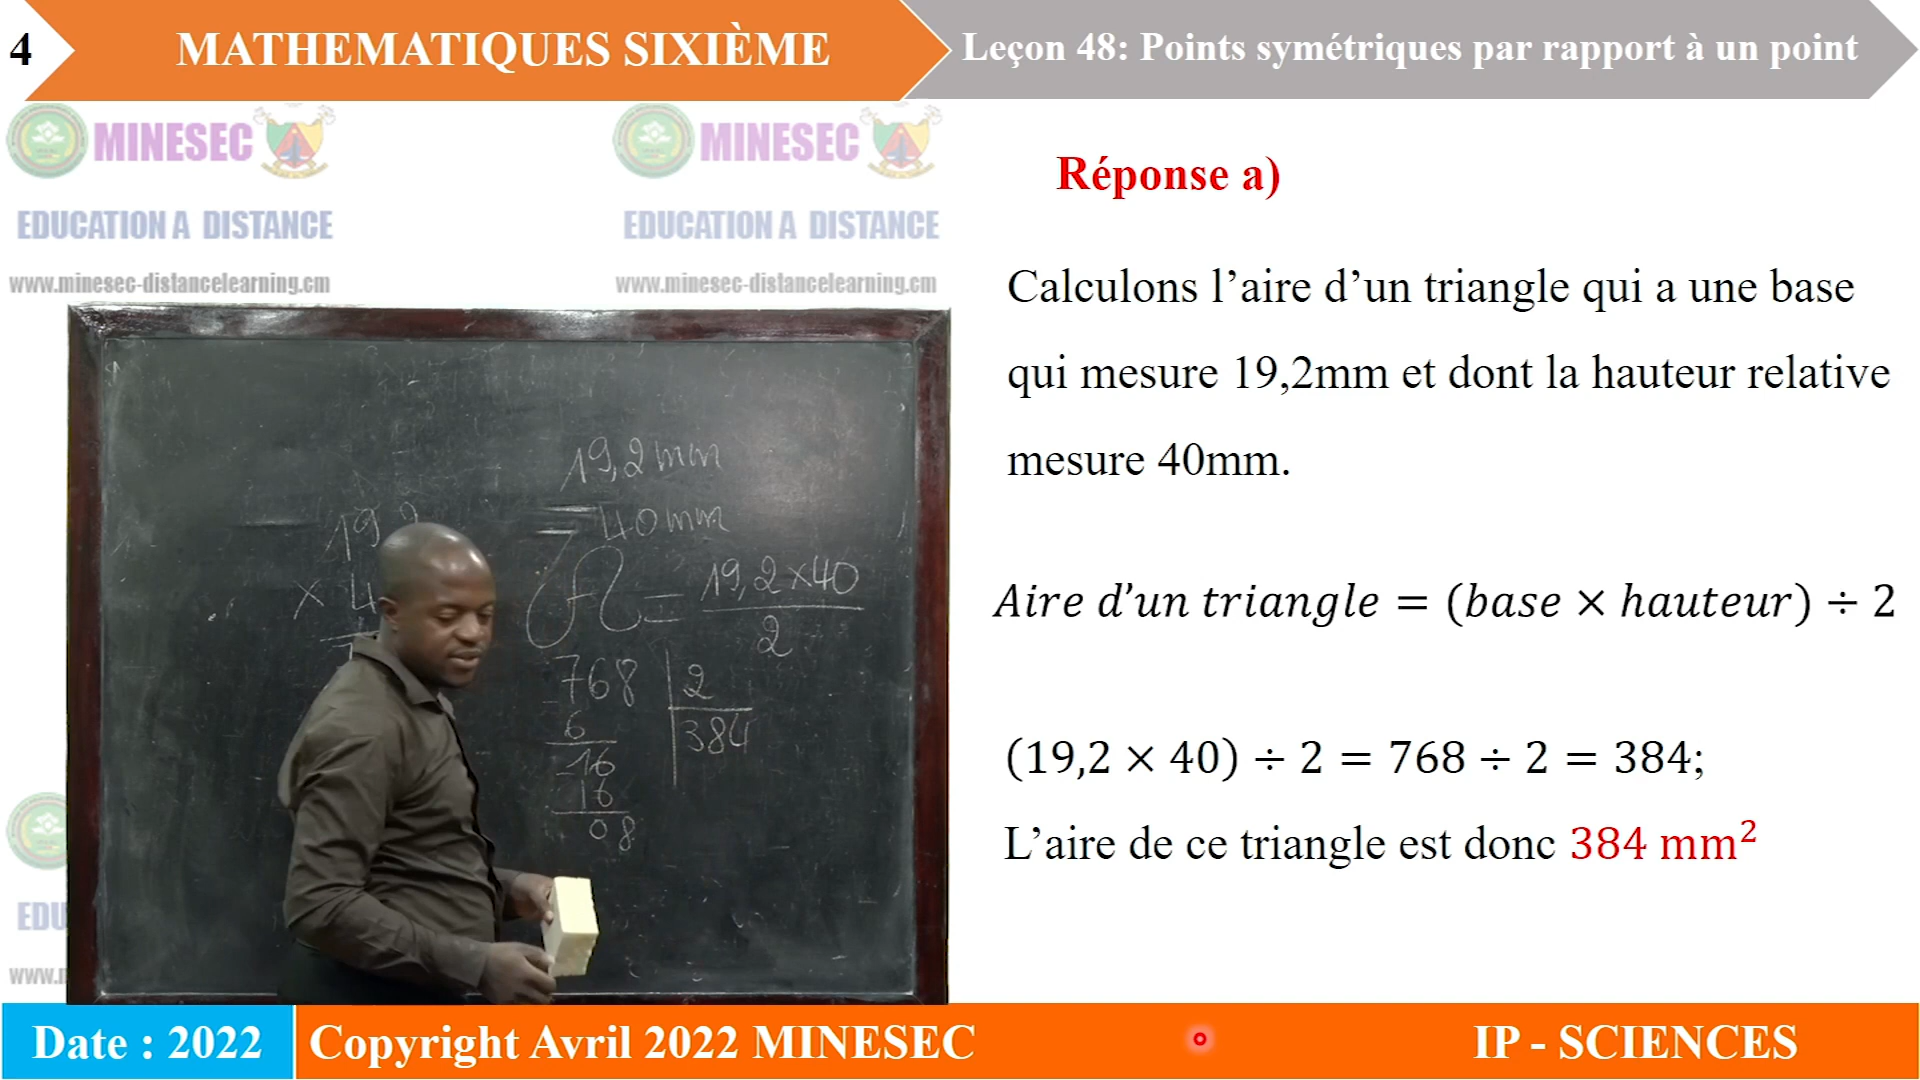 4
MATHEMATIQUES SIXIÈME
Leçon 48: Points symétriques par rapport à un point
MINESEC
EDUCATION A DISTANCE
www.minesec-distancelearning.cm
MINESEC
EDUCATION A DISTANCE
www.minesec-distancelearning.cm
Réponse a)
Calculons l’aire d’un triangle qui a une base
qui mesure 19,2mm et dont la hauteur relative
mesure 40mm.
Aire d’un triangle = (base × hauteur) ÷ 2
(19,2 × 40) ÷ 2 = 768 ÷ 2 = 384;
L’aire de ce triangle est donc 384 mm²
19,2 mm
40 mm
= 19,2×40
2
× 4
768 2
6 384
16
16
08
EDU
www.
Date : 2022
Copyright Avril 2022 MINESEC
IP - SCIENCES